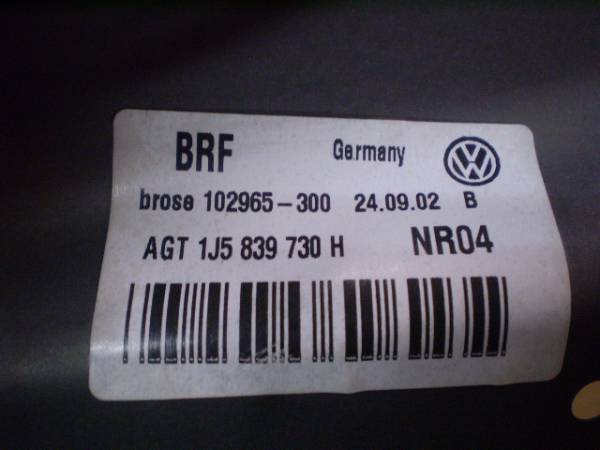 BRF Germany
brose 102965-300 24.09.02 B
AGT 1J5 839 730 H NR04